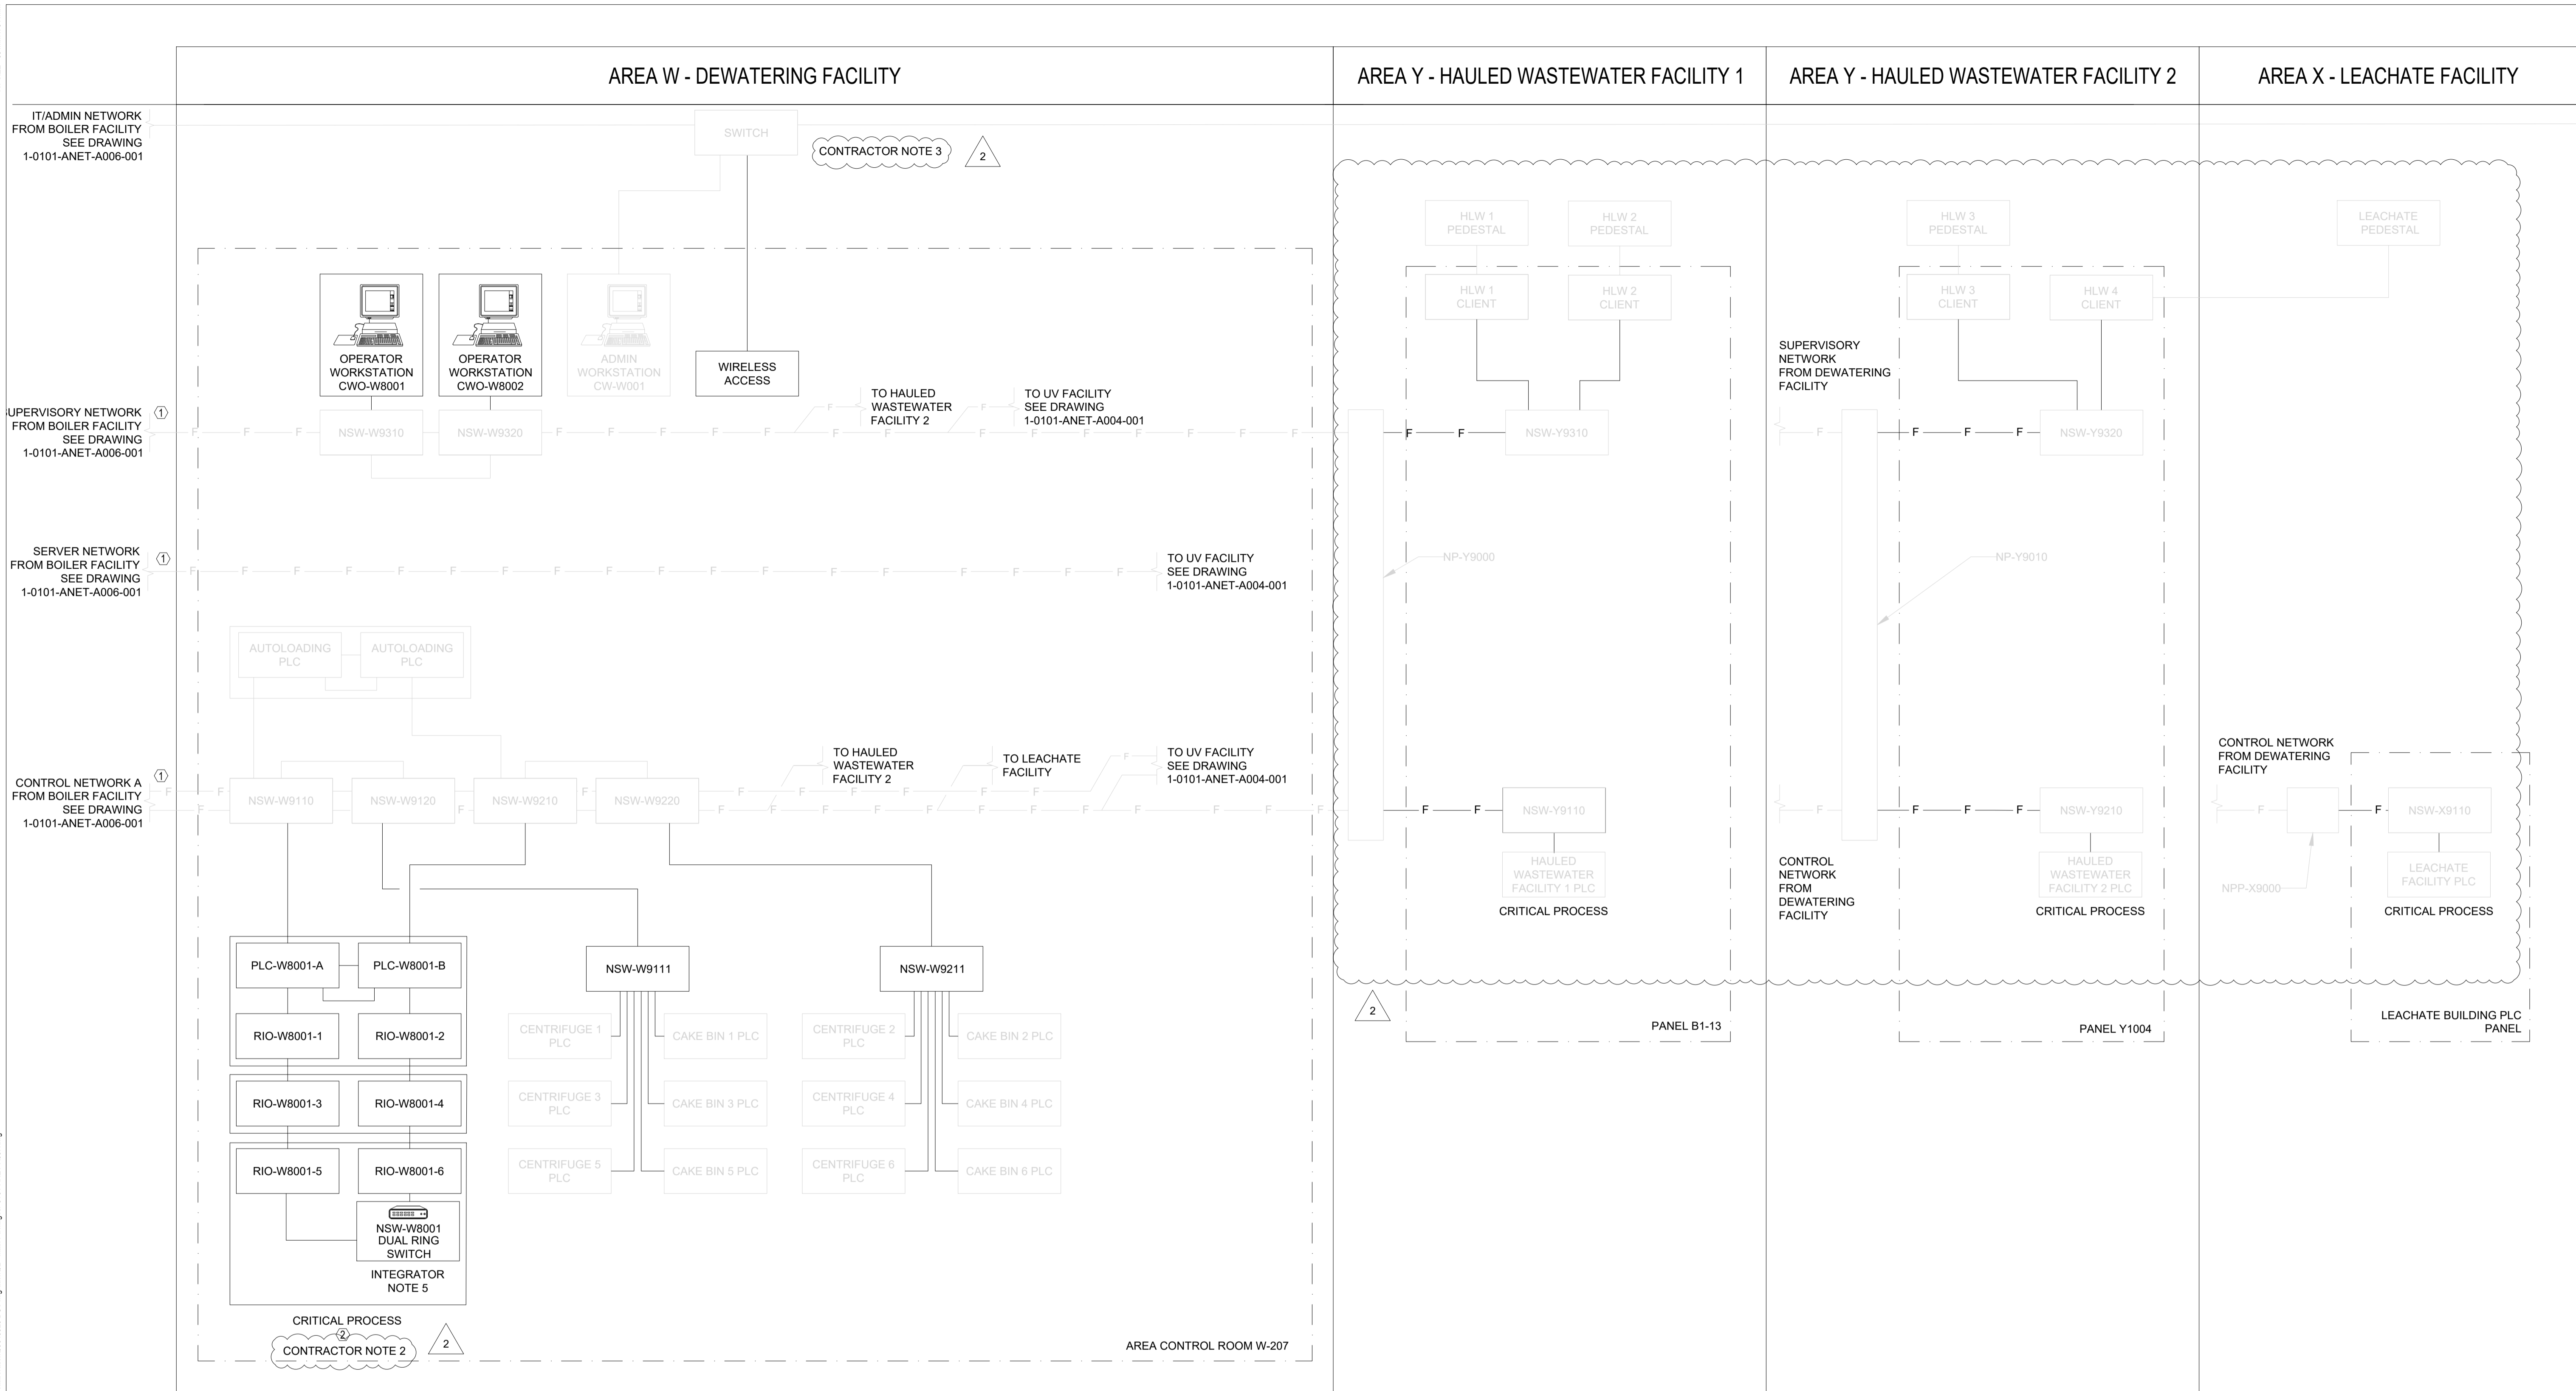 AREA W - DEWATERING FACILITY
AREA Y - HAULED WASTEWATER FACILITY 1
AREA Y - HAULED WASTEWATER FACILITY 2
AREA X - LEACHATE FACILITY
IT/ADMIN NETWORK
FROM BOILER FACILITY
SEE DRAWING
1-0101-ANET-A006-001
SWITCH
CONTRACTOR NOTE 3
2
OPERATOR
WORKSTATION
CWO-W8001
OPERATOR
WORKSTATION
CWO-W8002
ADMIN
WORKSTATION
CW-W001
WIRELESS
ACCESS
SUPERVISORY NETWORK
FROM BOILER FACILITY
SEE DRAWING
1-0101-ANET-A006-001
1
F F F
NSW-W9310
NSW-W9320
F F F F F F F F F F F F F F
F
TO HAULED
WASTEWATER
FACILITY 2
F
TO UV FACILITY
SEE DRAWING
1-0101-ANET-A004-001
SERVER NETWORK
FROM BOILER FACILITY
SEE DRAWING
1-0101-ANET-A006-001
1
F F F F F F F F F F F F F F F F F
TO UV FACILITY
SEE DRAWING
1-0101-ANET-A004-001
AUTOLOADING
PLC
AUTOLOADING
PLC
CONTROL NETWORK A
FROM BOILER FACILITY
SEE DRAWING
1-0101-ANET-A006-001
1
F F
F
NSW-W9110
NSW-W9120
F
NSW-W9210
F
NSW-W9220
F F F F F F
F F F F F F F F F F F F
TO HAULED
WASTEWATER
FACILITY 2
TO LEACHATE
FACILITY
F
TO UV FACILITY
SEE DRAWING
1-0101-ANET-A004-001
PLC-W8001-A
PLC-W8001-B
RIO-W8001-1
RIO-W8001-2
RIO-W8001-3
RIO-W8001-4
RIO-W8001-5
RIO-W8001-6
NSW-W8001
DUAL RING
SWITCH
INTEGRATOR
NOTE 5
CRITICAL PROCESS
2
CONTRACTOR NOTE 2
2
NSW-W9111
CENTRIFUGE 1
PLC
CAKE BIN 1 PLC
CENTRIFUGE 3
PLC
CAKE BIN 3 PLC
CENTRIFUGE 5
PLC
CAKE BIN 5 PLC
NSW-W9211
CENTRIFUGE 2
PLC
CAKE BIN 2 PLC
CENTRIFUGE 4
PLC
CAKE BIN 4 PLC
CENTRIFUGE 6
PLC
CAKE BIN 6 PLC
AREA CONTROL ROOM W-207
HLW 1
PEDESTAL
HLW 2
PEDESTAL
HLW 1
CLIENT
HLW 2
CLIENT
F F
NSW-Y9310
NP-Y9000
F F
NSW-Y9110
HAULED
WASTEWATER
FACILITY 1 PLC
CRITICAL PROCESS
2
PANEL B1-13
HLW 3
PEDESTAL
HLW 3
CLIENT
HLW 4
CLIENT
SUPERVISORY
NETWORK
FROM DEWATERING
FACILITY
F
F F F
NSW-Y9320
NP-Y9010
F
F F F
NSW-Y9210
CONTROL
NETWORK
FROM
DEWATERING
FACILITY
HAULED
WASTEWATER
FACILITY 2 PLC
CRITICAL PROCESS
PANEL Y1004
LEACHATE
PEDESTAL
CONTROL NETWORK
FROM DEWATERING
FACILITY
F
F
NSW-X9110
NPP-X9000
LEACHATE
FACILITY PLC
CRITICAL PROCESS
LEACHATE BUILDING PLC
PANEL